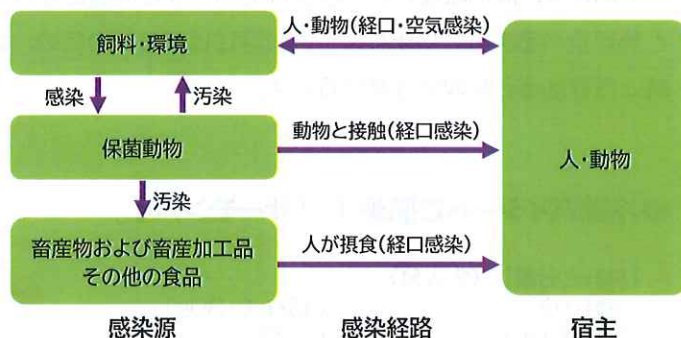 飼料・環境
人・動物(経口・空気感染)
感染
汚染
保菌動物
動物と接触(経口感染)
人・動物
汚染
畜産物および畜産加工品
その他の食品
人が摂食(経口感染)
感染源
感染経路
宿主